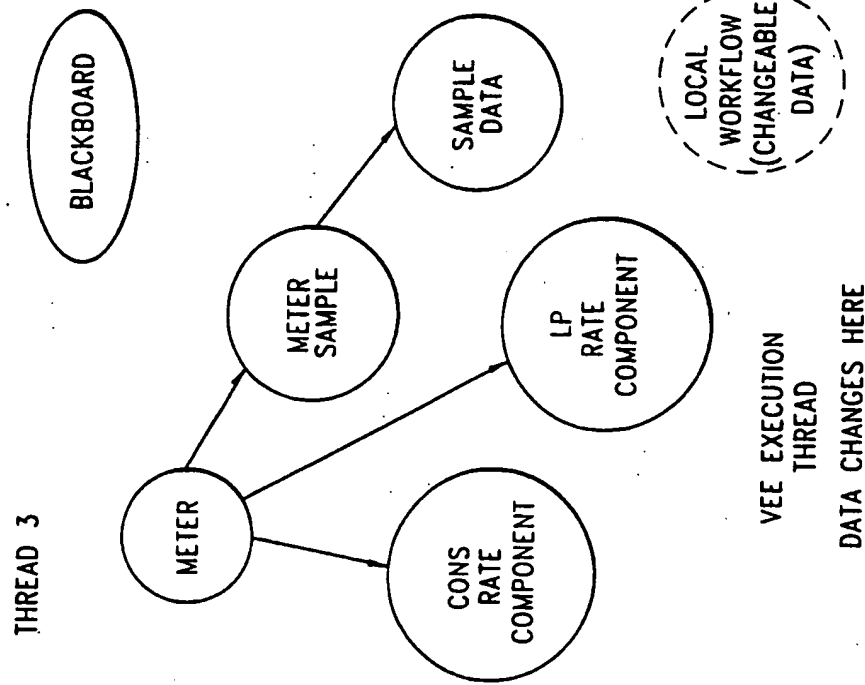 THREAD 3
BLACKBOARD
METER
METER
SAMPLE
SAMPLE
DATA
CONS
RATE
COMPONENT
LP
RATE
COMPONENT
LOCAL
WORKFLOW
(CHANGEABLE
DATA)
VEE EXECUTION
THREAD
DATA CHANGES HERE